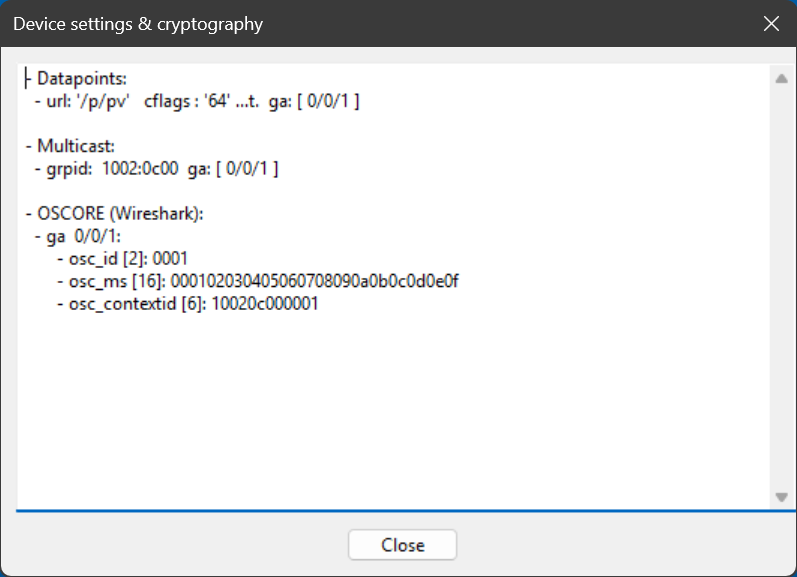 Device settings & cryptography
- Datapoints:
- url: '/p/pv' cflags : '64' ...t. ga: [ 0/0/1 ]
- Multicast:
- grpid: 1002:0c00 ga: [ 0/0/1 ]
- OSCORE (Wireshark):
- ga 0/0/1:
- osc_id [2]: 0001
- osc_ms [16]: 000102030405060708090a0b0c0d0e0f
- osc_contextid [6]: 10020c000001
Close